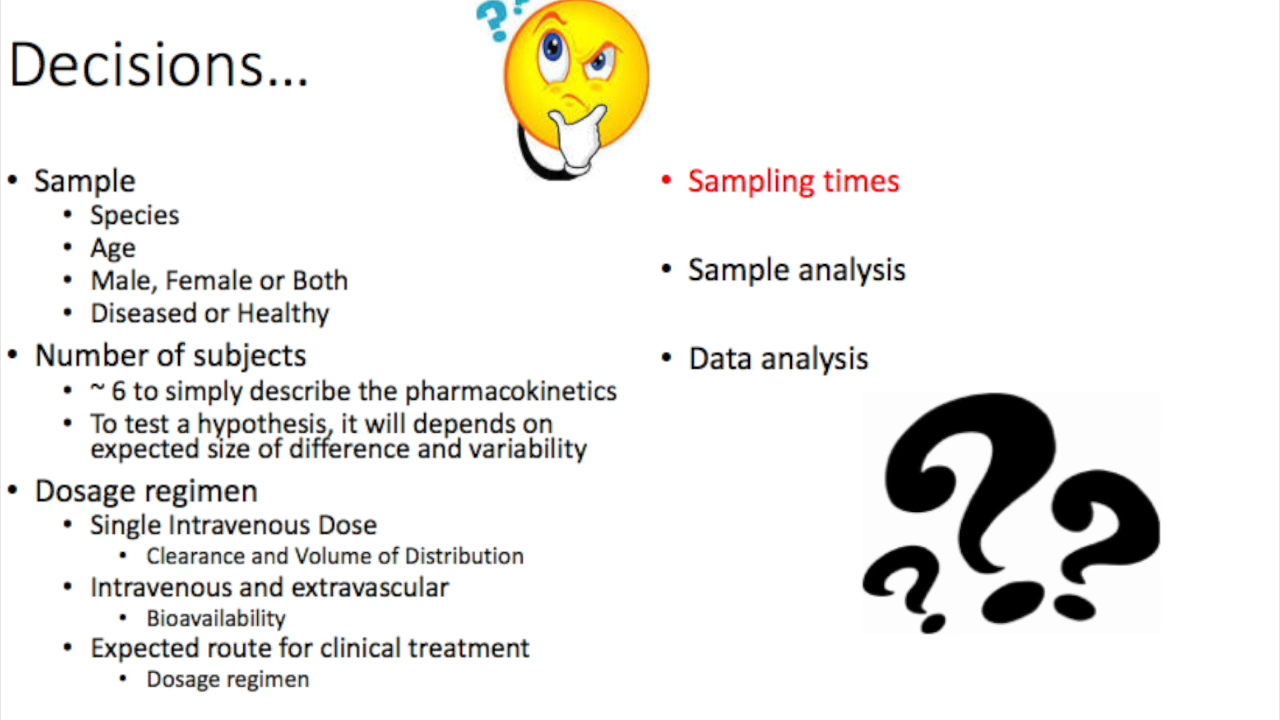 Decisions...
• Sample
• Species
• Age
• Male, Female or Both
• Diseased or Healthy
• Number of subjects
• ~ 6 to simply describe the pharmacokinetics
• To test a hypothesis, it will depends on
expected size of difference and variability
• Dosage regimen
• Single Intravenous Dose
• Clearance and Volume of Distribution
• Intravenous and extravascular
• Bioavailability
• Expected route for clinical treatment
• Dosage regimen
• Sampling times
• Sample analysis
• Data analysis